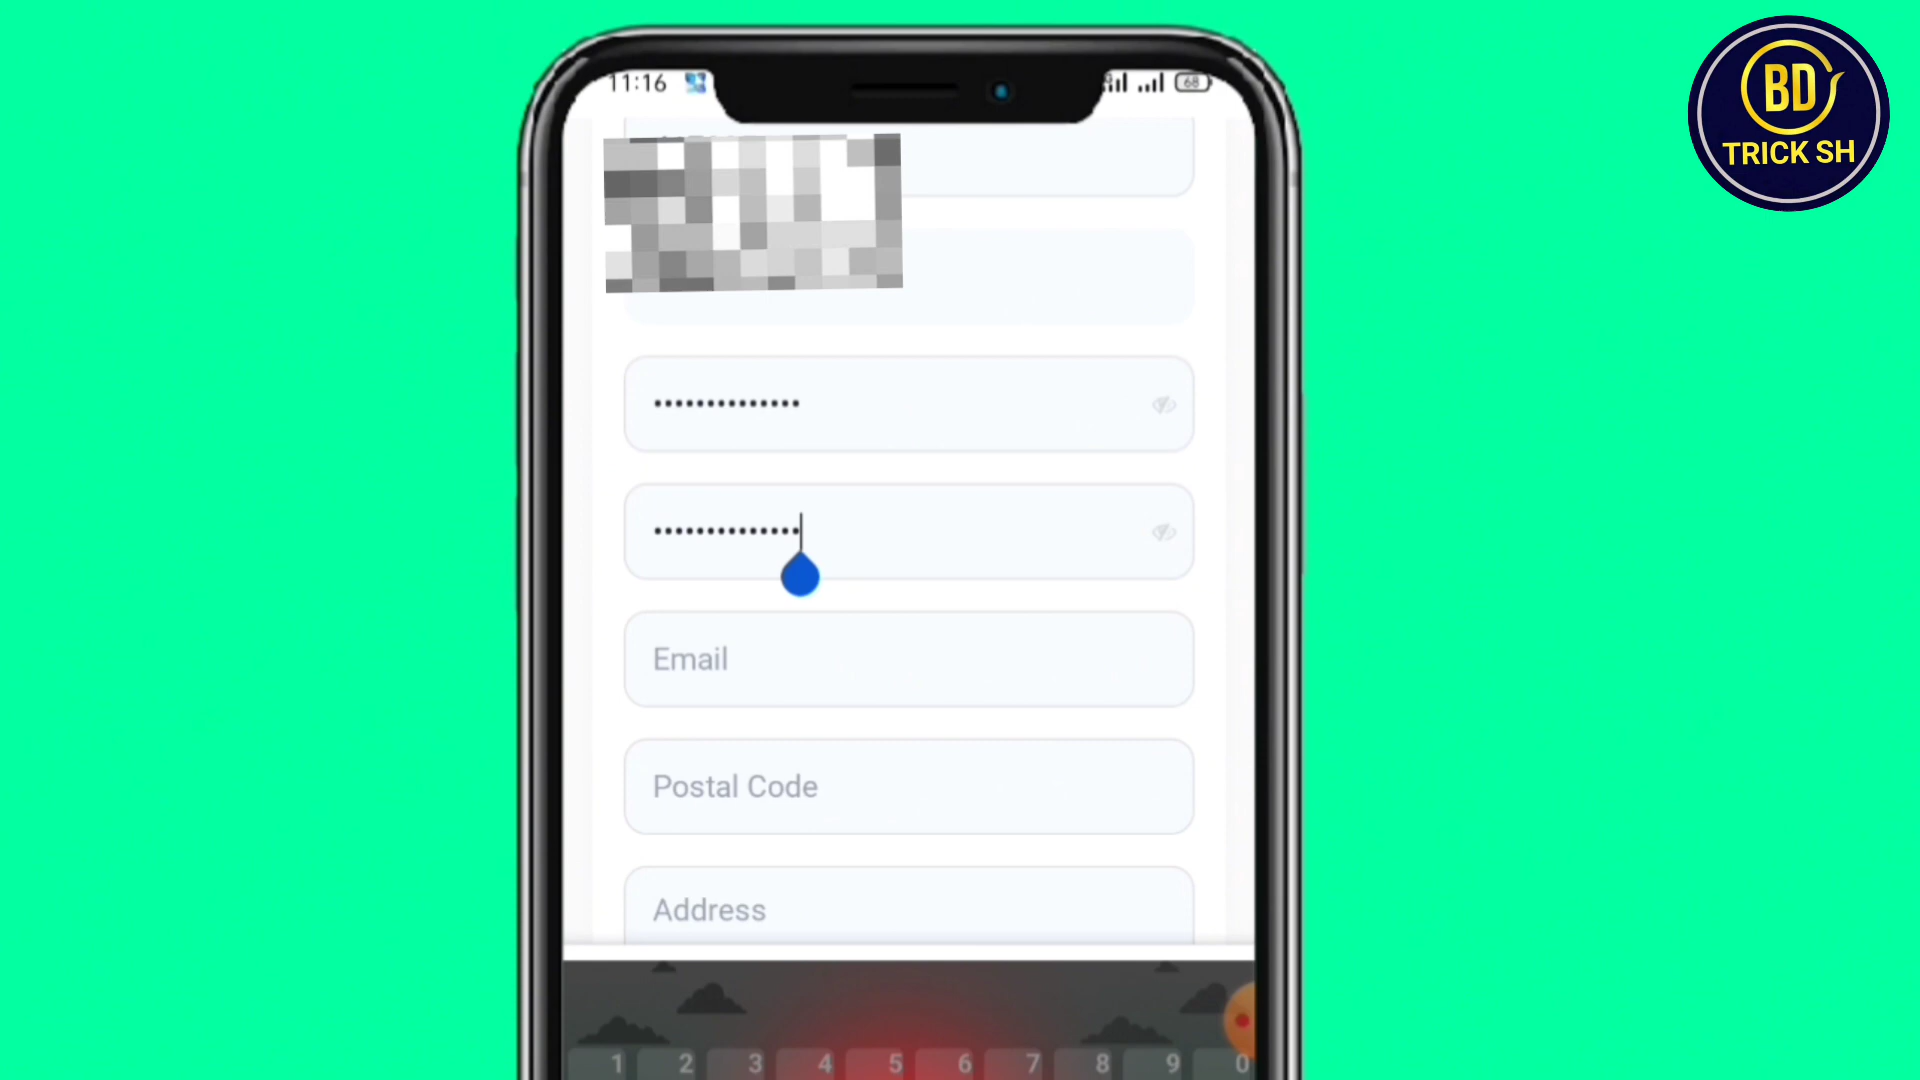 11:16
68
BD
TRICK SH
••••••••••••••
••••••••••••••
Email
Postal Code
Address
1 2 3 4 5 6 7 8 9 0